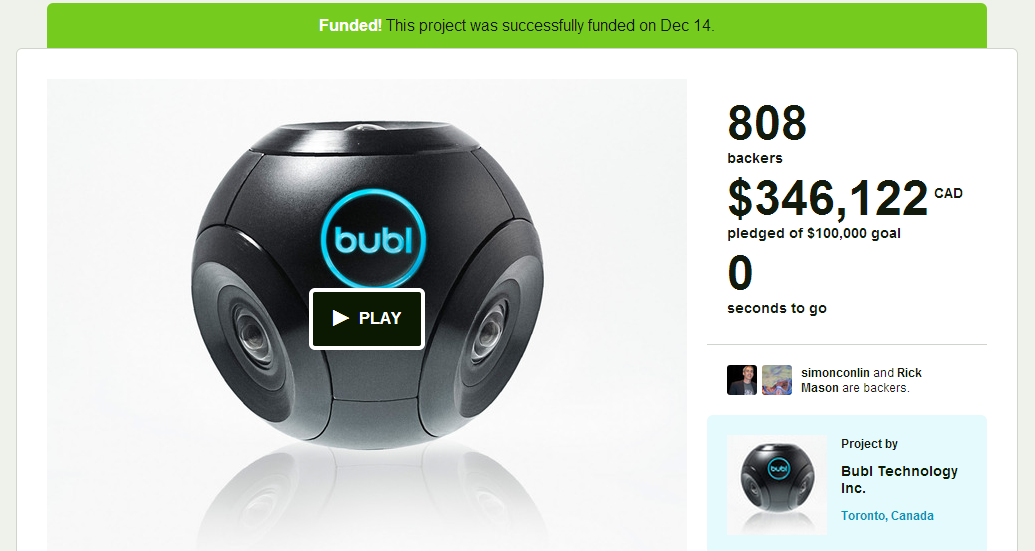 Funded! This project was successfully funded on Dec 14.
bubl
PLAY
808
backers
$346,122 CAD
pledged of $100,000 goal
0
seconds to go
simonconlin and Rick
Mason are backers.
bubl
Project by
Bubl Technology
Inc.
Toronto, Canada